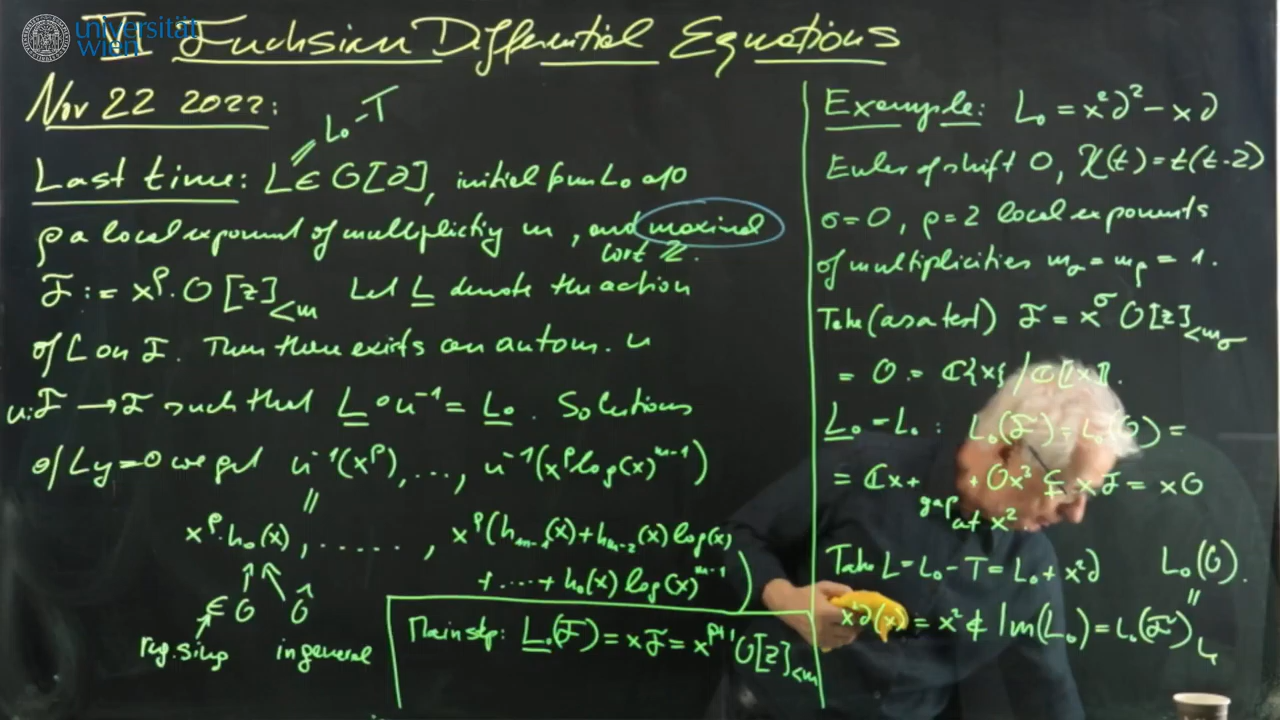 universität
wien
II Fuchsian Differential Equations
Nov 22 2022:
L₀-T
Last time: L ∈ O[∂], initial form L₀ at 0
ρ a local exponent of multiplicity m, and maximal
wrt ℤ.
F := x^ρ · O[z]_{<m} Let L denote the action
of L on F. Then there exists an autom. u
u: F → F such that L∘u⁻¹ = L₀. Solutions
of Ly=0 we get u⁻¹(x^ρ), ..., u⁻¹(x^ρ log(x)^{m-1})
x^ρ · h₀(x), ......, x^ρ(h_{m-1}(x) + h_{m-2}(x) log(x)
+ .... + h₀(x) log(x)^{m-1})
∈ O Ô
reg. sing in general
Main step: L₀(F) = xF = x^{ρ+1} O[z]_{<m}
Example: L₀ = x²∂² - x∂
Euler of shift 0, χ(t) = t(t-2)
σ=0, ρ=2 local exponents
of multiplicities m_σ = m_ρ = 1.
Take (as a test) F = x^σ O[z]_{<m_σ}
= O = ℂ{x} / ℂ[[x]].
L₀ = L₀ : L₀(F) = L₀(O) =
= ℂx + + Ox³ ⊊ xF = xO
gap
at x².
Take L = L₀ - T = L₀ + x²∂ L₀(O).
x²∂(x) = x² ∉ Im(L₀) = L₀(F)